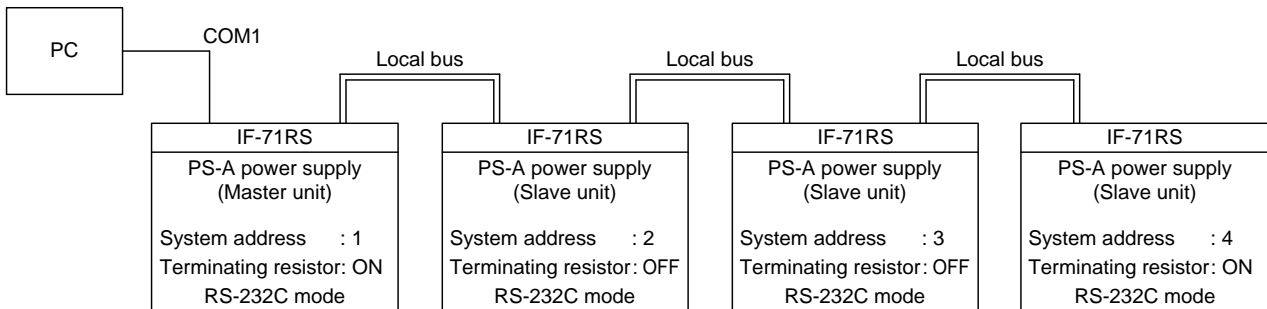 PC
COM1
Local bus
Local bus
Local bus
IF-71RS
PS-A power supply
(Master unit)
System address : 1
Terminating resistor: ON
RS-232C mode
IF-71RS
PS-A power supply
(Slave unit)
System address : 2
Terminating resistor: OFF
RS-232C mode
IF-71RS
PS-A power supply
(Slave unit)
System address : 3
Terminating resistor: OFF
RS-232C mode
IF-71RS
PS-A power supply
(Slave unit)
System address : 4
Terminating resistor: ON
RS-232C mode